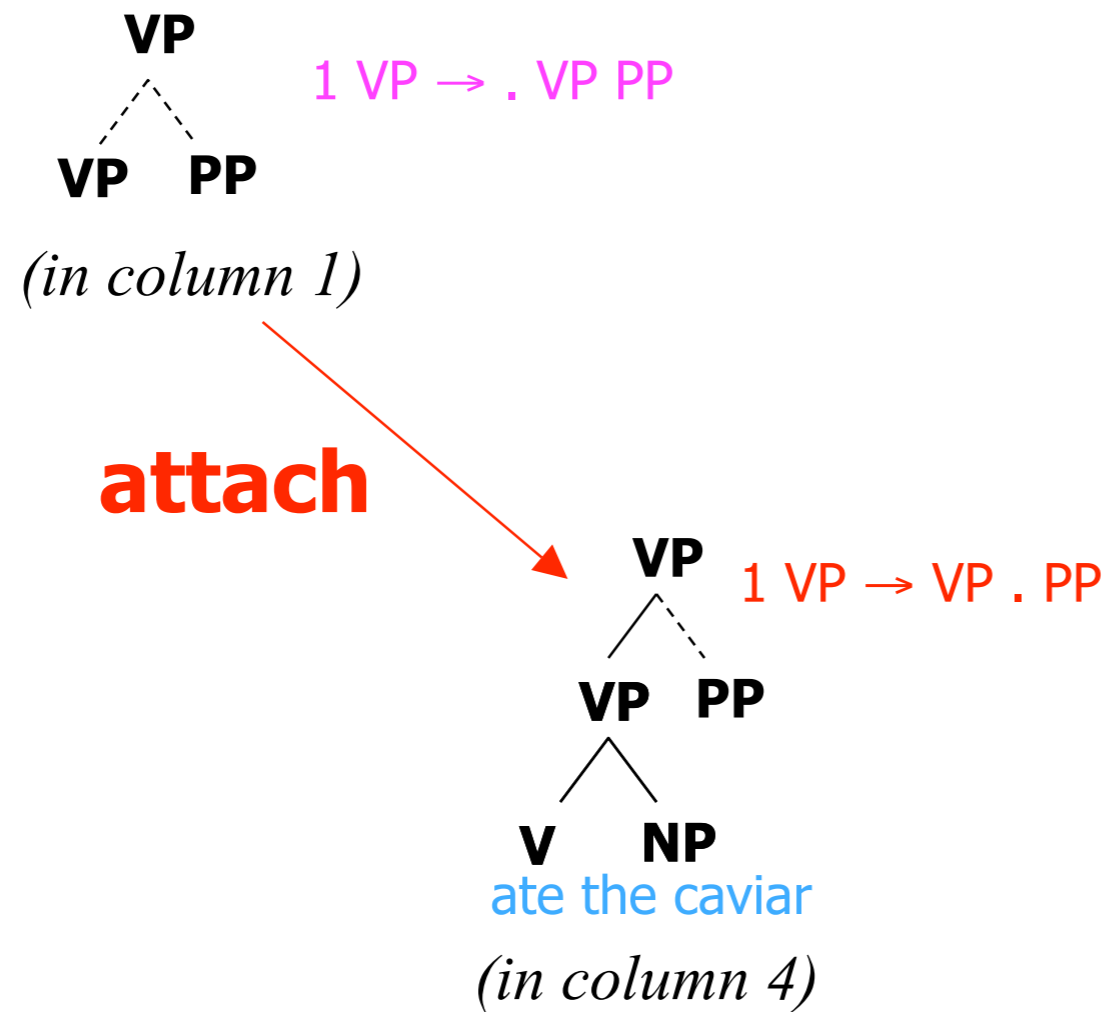 VP
1 VP → . VP PP
VP PP
(in column 1)
attach
VP
1 VP → VP . PP
VP PP
V NP
ate the caviar
(in column 4)